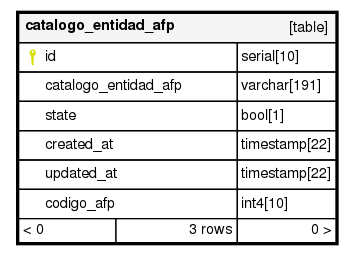 catalogo_entidad_afp [table]
id serial[10]
catalogo_entidad_afp varchar[191]
state bool[1]
created_at timestamp[22]
updated_at timestamp[22]
codigo_afp int4[10]
< 0 3 rows 0 >